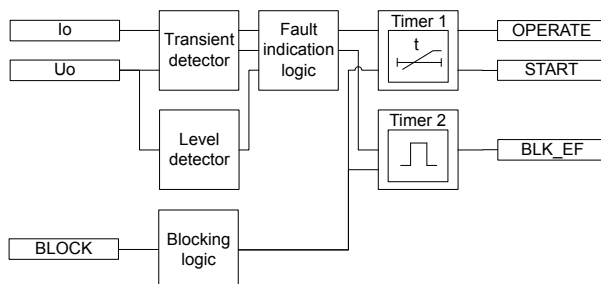 Io
Uo
Transient
detector
Fault
indication
logic
Timer 1
t
OPERATE
START
Level
detector
Timer 2
BLK_EF
BLOCK
Blocking
logic